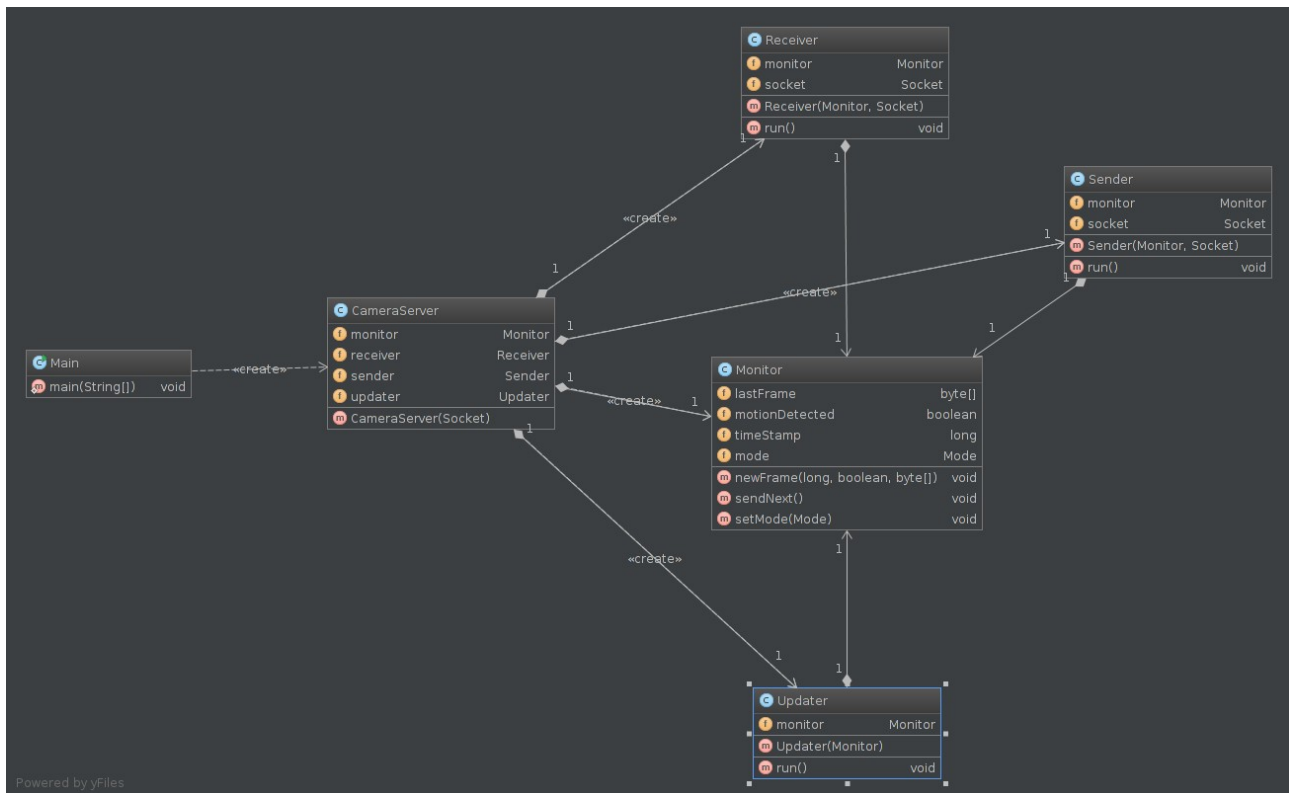 Receiver
monitor Monitor
socket Socket
Receiver(Monitor, Socket)
run() void
1
1
«create»
1
Sender
monitor Monitor
socket Socket
Sender(Monitor, Socket)
run() void
1
1
«create»
1
1
CameraServer
monitor Monitor
receiver Receiver
sender Sender
updater Updater
CameraServer(Socket)
1
1
1
«create»
1
Main
main(String[]) void
«create»
Monitor
lastFrame byte[]
motionDetected boolean
timeStamp long
mode Mode
newFrame(long, boolean, byte[]) void
sendNext() void
setMode(Mode) void
1
«create»
1
1
Updater
monitor Monitor
Updater(Monitor)
run() void
Powered by yFiles